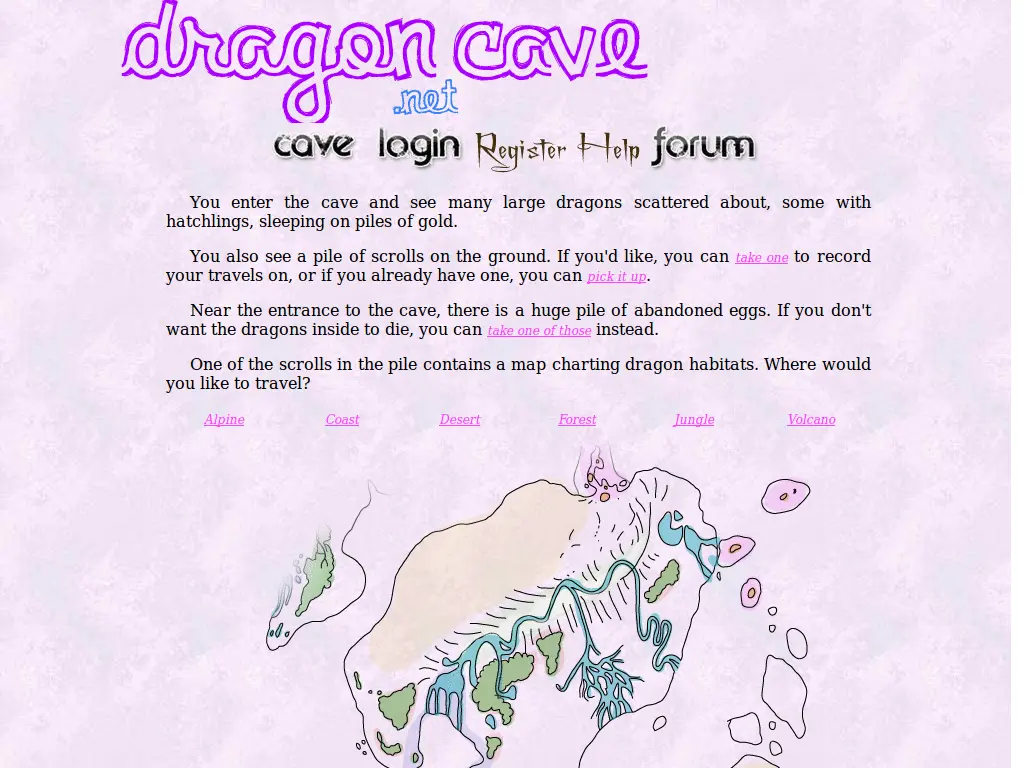 dragon cave
.net
cave login Register Help forum
You enter the cave and see many large dragons scattered about, some with
hatchlings, sleeping on piles of gold.
You also see a pile of scrolls on the ground. If you'd like, you can take one to record
your travels on, or if you already have one, you can pick it up.
Near the entrance to the cave, there is a huge pile of abandoned eggs. If you don't
want the dragons inside to die, you can take one of those instead.
One of the scrolls in the pile contains a map charting dragon habitats. Where would
you like to travel?
Alpine Coast Desert Forest Jungle Volcano